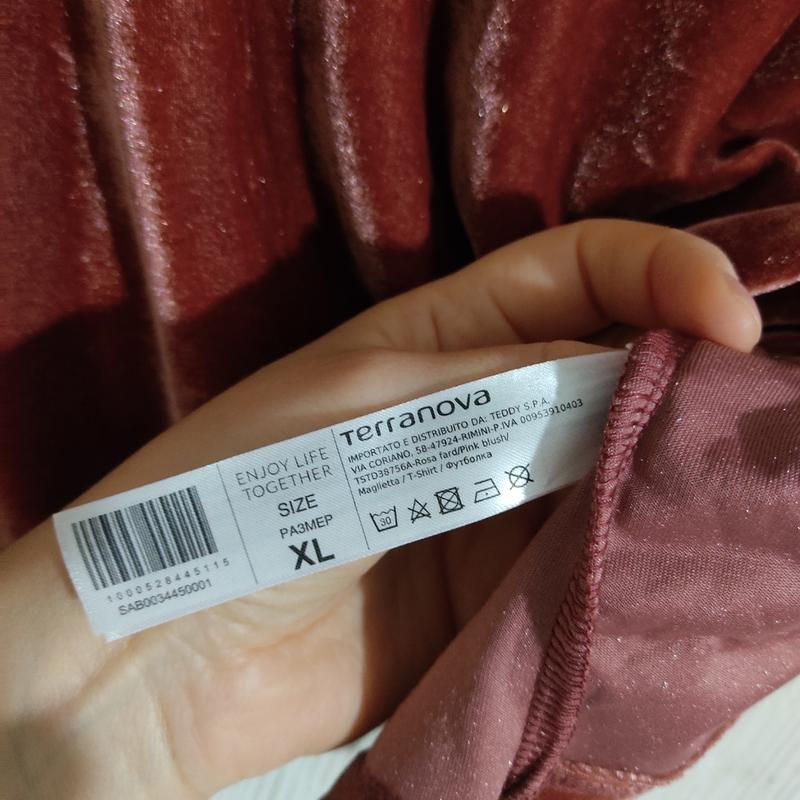 Terranova
IMPORTATO E DISTRIBUITO DA: TEDDY S.P.A.
VIA CORIANO, 58-47924-RIMINI-P.IVA 00953910403
TSTD38756A-Rosa fard/Pink blush/
Maglietta / T-Shirt / Футболка
30
ENJOY LIFE
TOGETHER
SIZE
РАЗМЕР
XL
1000528445115
SAB0034450001